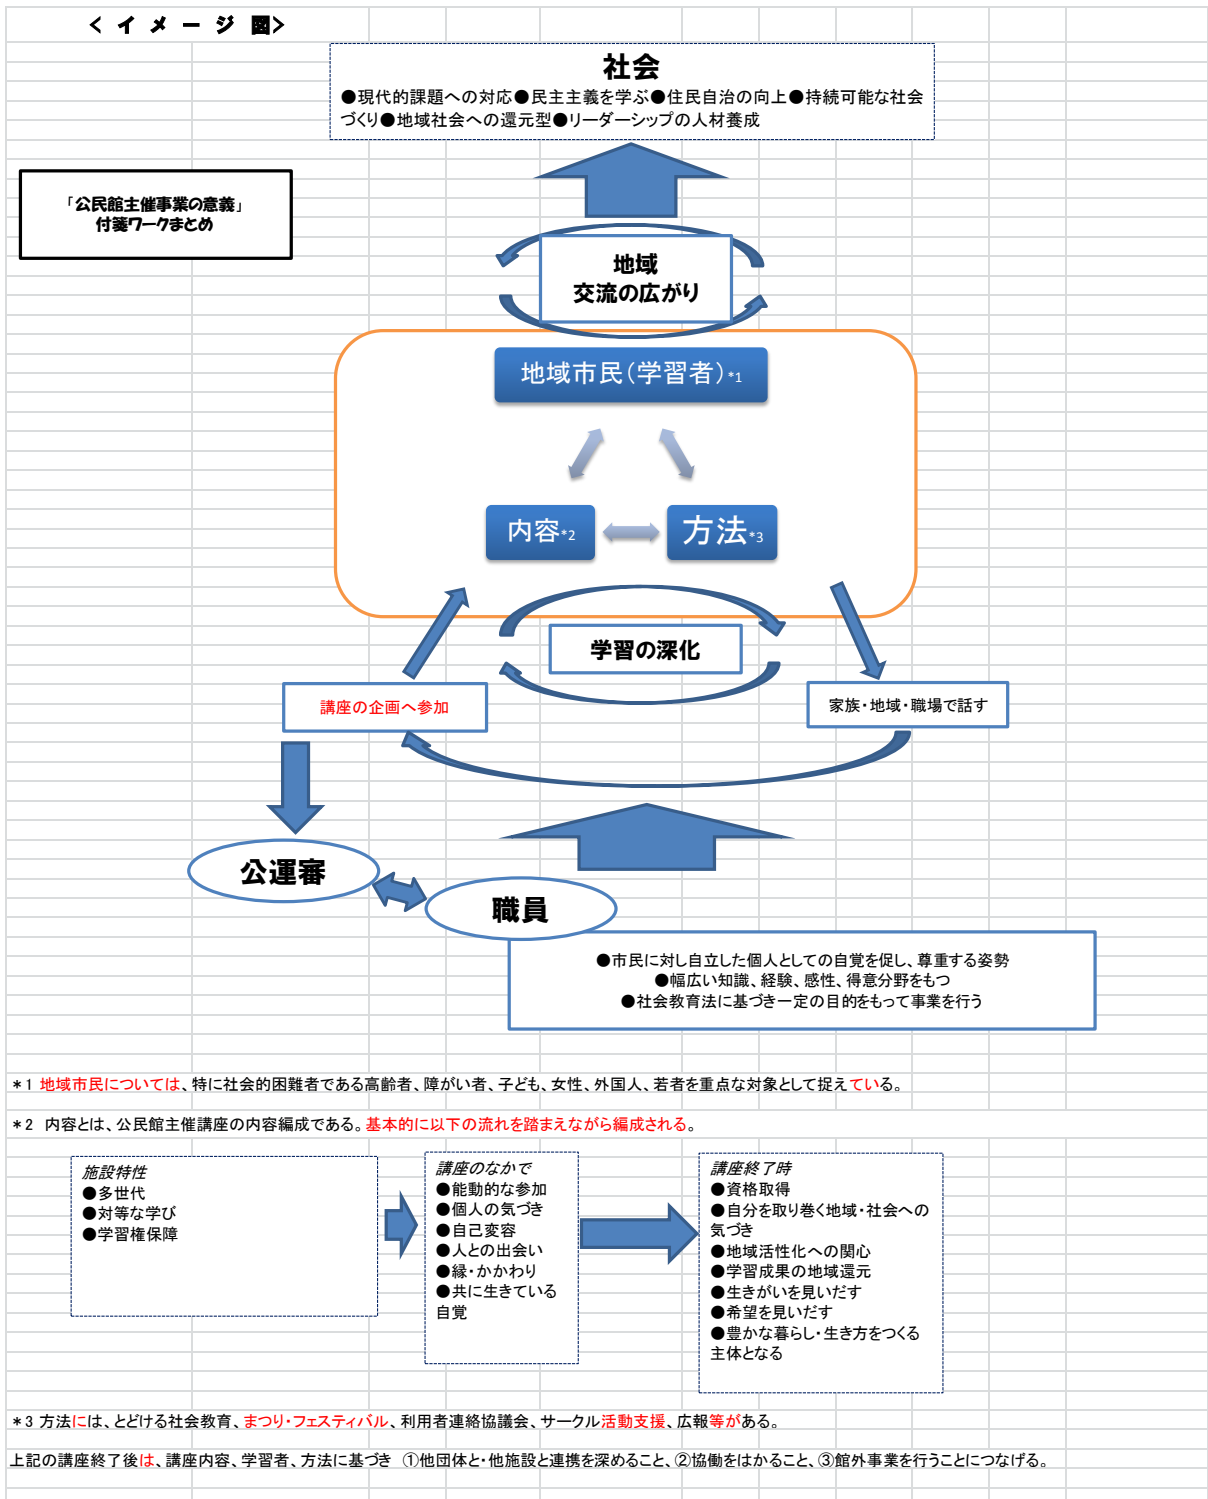 ＜イメージ図＞
社会
●現代的課題への対応●民主主義を学ぶ●住民自治の向上●持続可能な社会
づくり●地域社会への還元型●リーダーシップの人材養成
「公民館主催事業の意義」
付箋ワークまとめ
地域
交流の広がり
地域市民（学習者）*1
内容*2
方法*3
学習の深化
講座の企画へ参加
家族・地域・職場で話す
公運審
職員
●市民に対し自立した個人としての自覚を促し、尊重する姿勢
●幅広い知識、経験、感性、得意分野をもつ
●社会教育法に基づき一定の目的をもって事業を行う
＊1 地域市民については、特に社会的困難者である高齢者、障がい者、子ども、女性、外国人、若者を重点な対象として捉えている。
＊2 内容とは、公民館主催講座の内容編成である。基本的に以下の流れを踏まえながら編成される。
施設特性
●多世代
●対等な学び
●学習権保障
講座のなかで
●能動的な参加
●個人の気づき
●自己変容
●人との出会い
●縁・かかわり
●共に生きている
自覚
講座終了時
●資格取得
●自分を取り巻く地域・社会への
気づき
●地域活性化への関心
●学習成果の地域還元
●生きがいを見いだす
●希望を見いだす
●豊かな暮らし・生き方をつくる
主体となる
＊3 方法には、とどける社会教育、まつり・フェスティバル、利用者連絡協議会、サークル活動支援、広報等がある。
上記の講座終了後は、講座内容、学習者、方法に基づき ①他団体と・他施設と連携を深めること、②協働をはかること、③館外事業を行うことにつなげる。